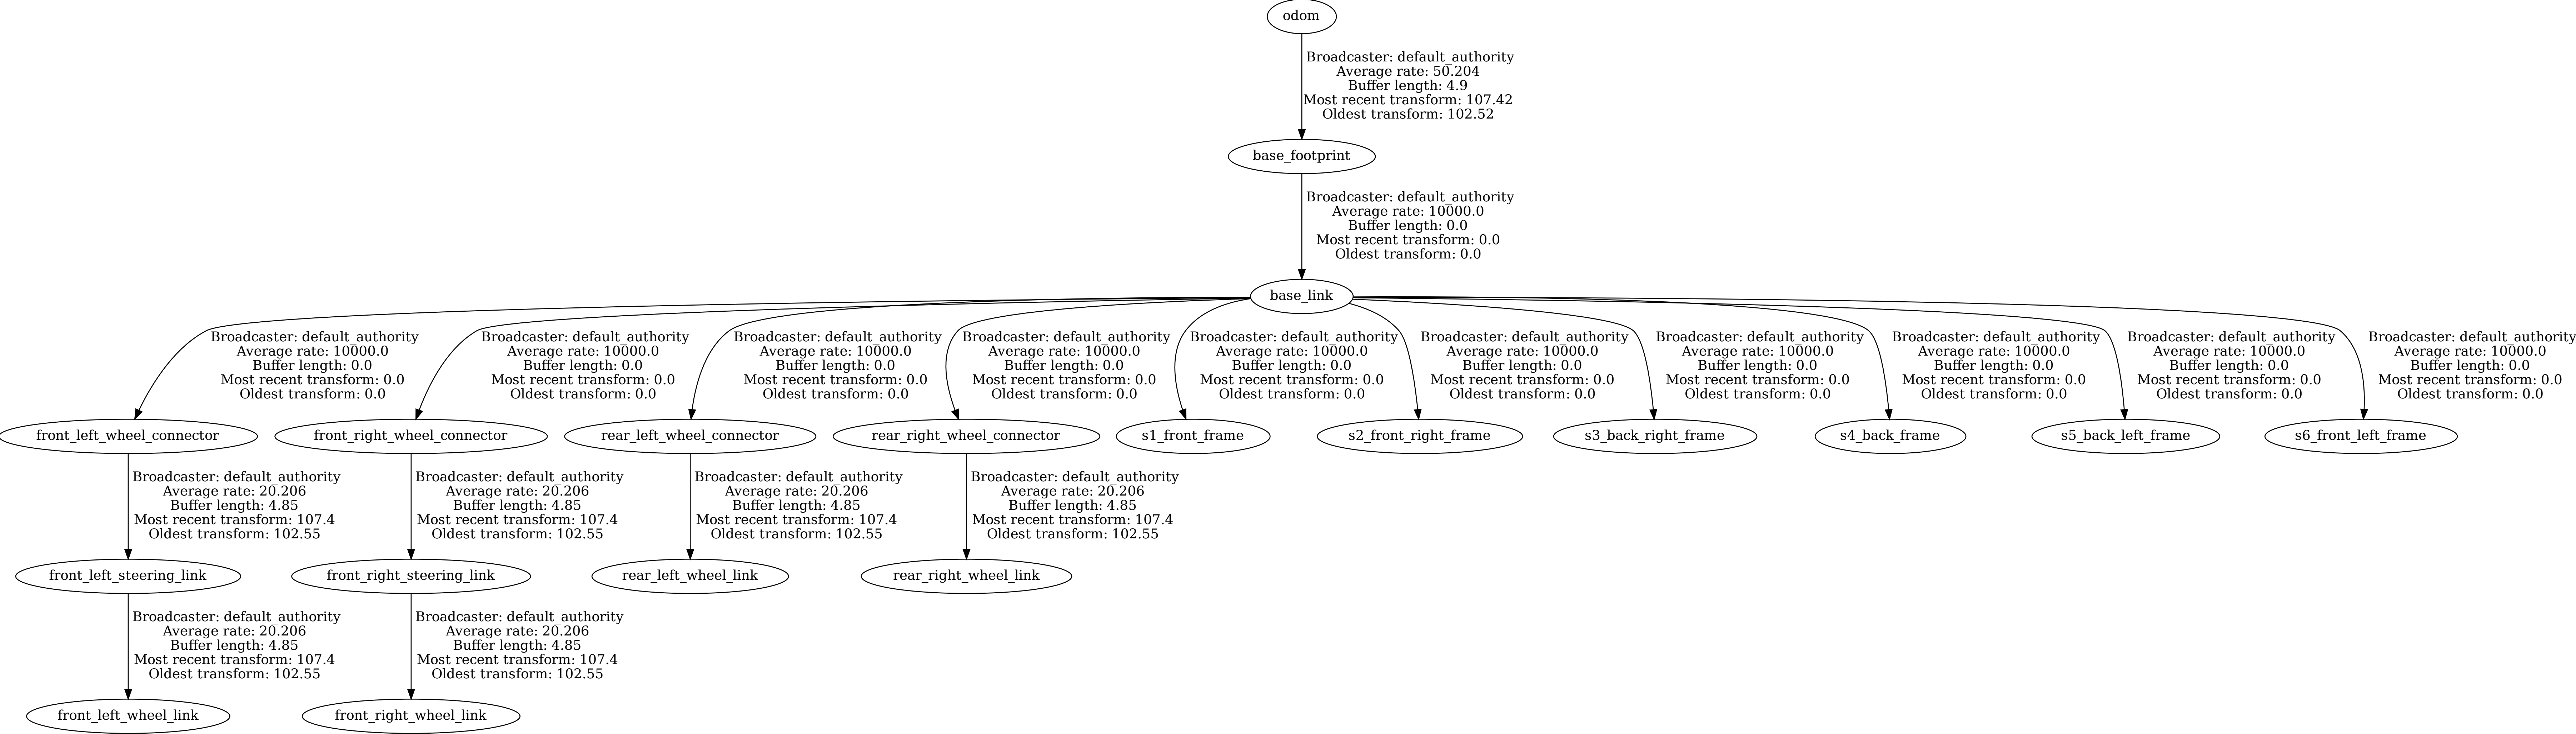 odom
Broadcaster: default_authority
Average rate: 50.204
Buffer length: 4.9
Most recent transform: 107.42
Oldest transform: 102.52
base_footprint
Broadcaster: default_authority
Average rate: 10000.0
Buffer length: 0.0
Most recent transform: 0.0
Oldest transform: 0.0
base_link
Broadcaster: default_authority
Average rate: 10000.0
Buffer length: 0.0
Most recent transform: 0.0
Oldest transform: 0.0
Broadcaster: default_authority
Average rate: 10000.0
Buffer length: 0.0
Most recent transform: 0.0
Oldest transform: 0.0
Broadcaster: default_authority
Average rate: 10000.0
Buffer length: 0.0
Most recent transform: 0.0
Oldest transform: 0.0
Broadcaster: default_authority
Average rate: 10000.0
Buffer length: 0.0
Most recent transform: 0.0
Oldest transform: 0.0
Broadcaster: default_authority
Average rate: 10000.0
Buffer length: 0.0
Most recent transform: 0.0
Oldest transform: 0.0
Broadcaster: default_authority
Average rate: 10000.0
Buffer length: 0.0
Most recent transform: 0.0
Oldest transform: 0.0
Broadcaster: default_authority
Average rate: 10000.0
Buffer length: 0.0
Most recent transform: 0.0
Oldest transform: 0.0
Broadcaster: default_authority
Average rate: 10000.0
Buffer length: 0.0
Most recent transform: 0.0
Oldest transform: 0.0
Broadcaster: default_authority
Average rate: 10000.0
Buffer length: 0.0
Most recent transform: 0.0
Oldest transform: 0.0
Broadcaster: default_authority
Average rate: 10000.0
Buffer length: 0.0
Most recent transform: 0.0
Oldest transform: 0.0
front_left_wheel_connector
front_right_wheel_connector
rear_left_wheel_connector
rear_right_wheel_connector
s1_front_frame
s2_front_right_frame
s3_back_right_frame
s4_back_frame
s5_back_left_frame
s6_front_left_frame
Broadcaster: default_authority
Average rate: 20.206
Buffer length: 4.85
Most recent transform: 107.4
Oldest transform: 102.55
Broadcaster: default_authority
Average rate: 20.206
Buffer length: 4.85
Most recent transform: 107.4
Oldest transform: 102.55
Broadcaster: default_authority
Average rate: 20.206
Buffer length: 4.85
Most recent transform: 107.4
Oldest transform: 102.55
Broadcaster: default_authority
Average rate: 20.206
Buffer length: 4.85
Most recent transform: 107.4
Oldest transform: 102.55
front_left_steering_link
front_right_steering_link
rear_left_wheel_link
rear_right_wheel_link
Broadcaster: default_authority
Average rate: 20.206
Buffer length: 4.85
Most recent transform: 107.4
Oldest transform: 102.55
Broadcaster: default_authority
Average rate: 20.206
Buffer length: 4.85
Most recent transform: 107.4
Oldest transform: 102.55
front_left_wheel_link
front_right_wheel_link